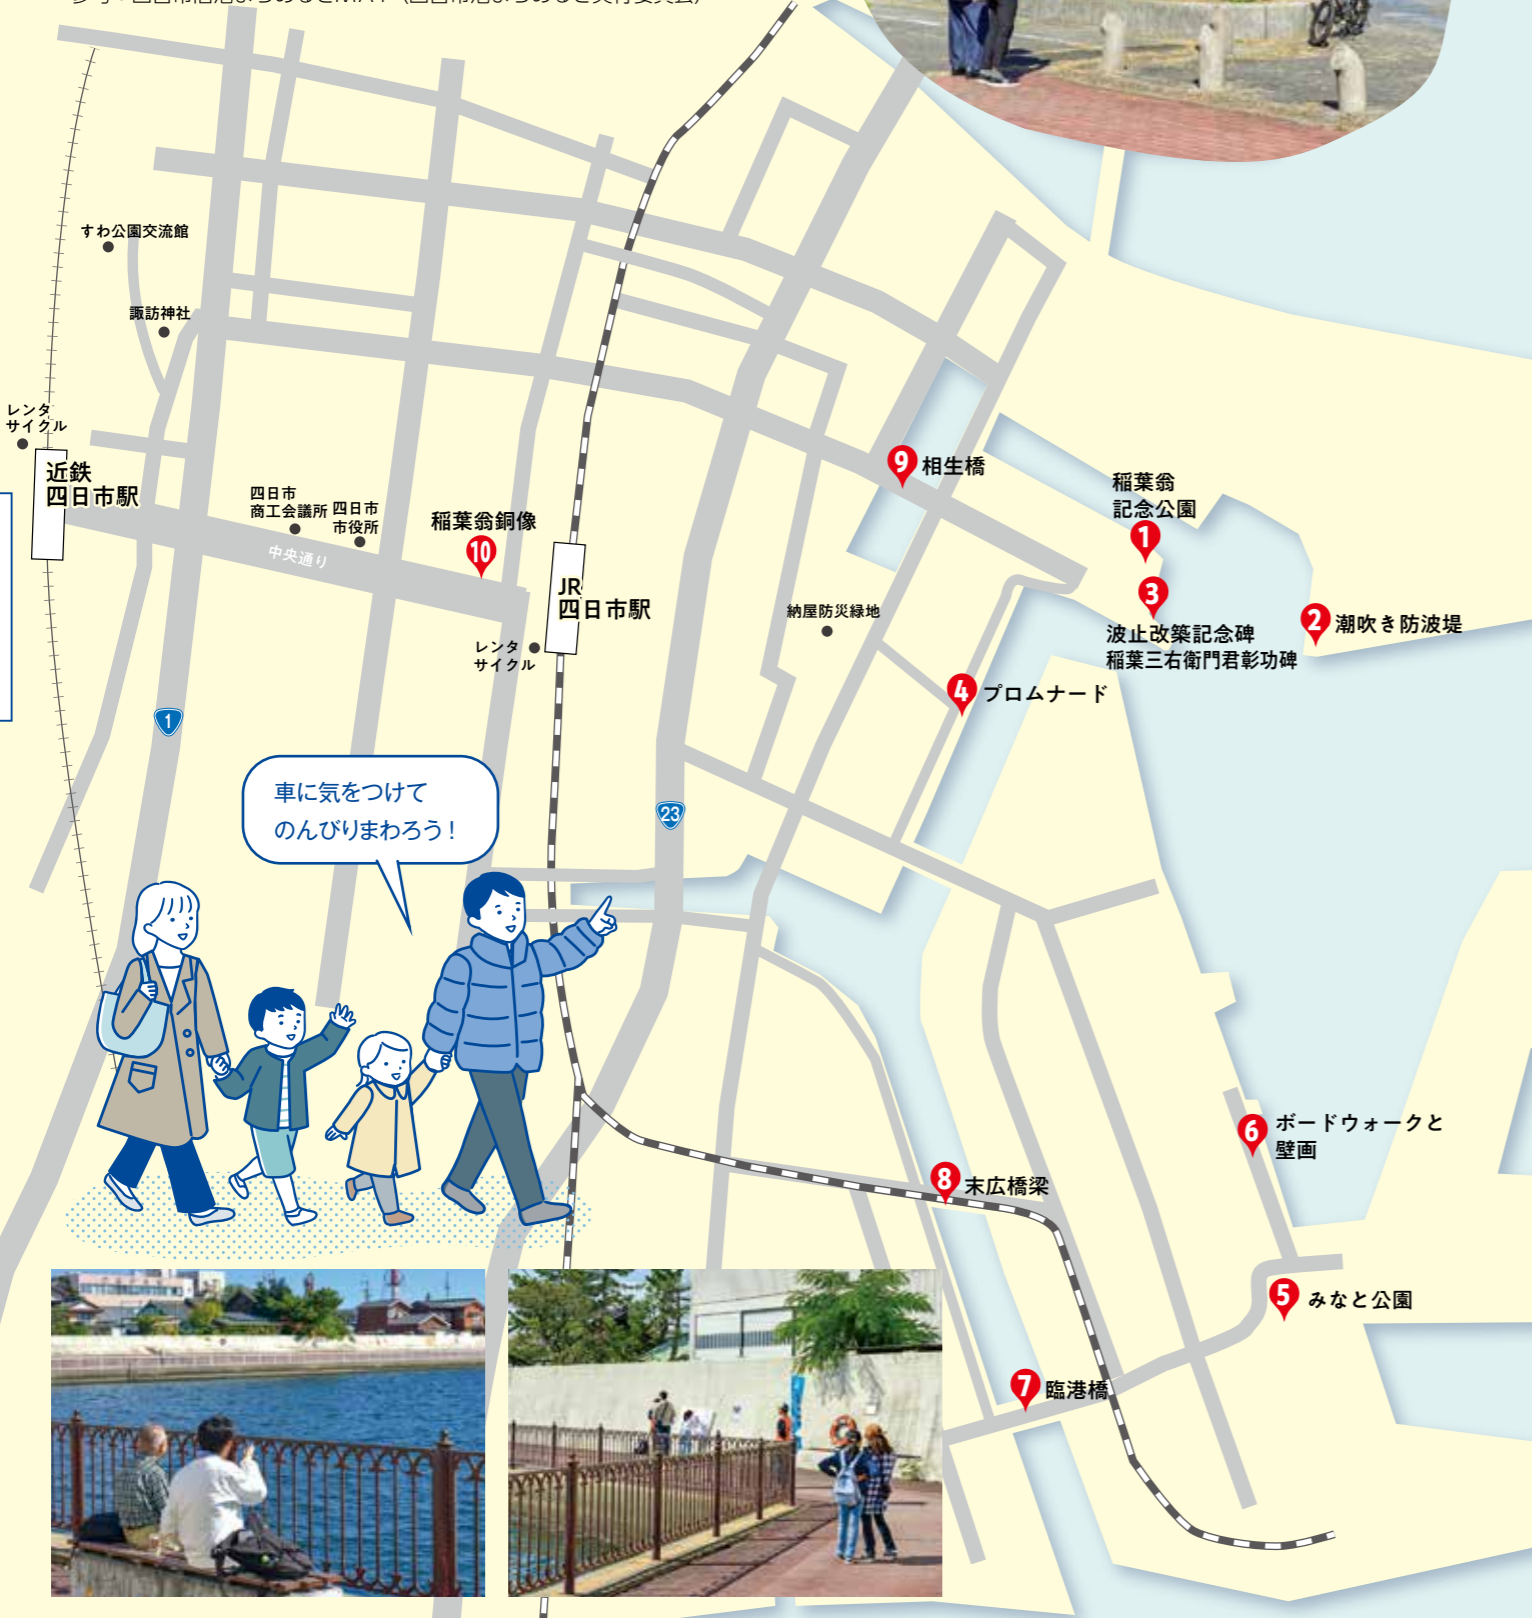 すわ公園交流館
諏訪神社
レンタ
サイクル
近鉄
四日市駅
四日市
商工会議所
四日市
市役所
中央通り
稲葉翁銅像
10
JR
四日市駅
レンタ
サイクル
9 相生橋
稲葉翁
記念公園
1
3
波止改築記念碑
稲葉三右衛門君彰功碑
2 潮吹き防波堤
納屋防災緑地
4 プロムナード
1
23
車に気をつけて
のんびりまわろう！
6 ボードウォークと
壁画
8 末広橋梁
5 みなと公園
7 臨港橋